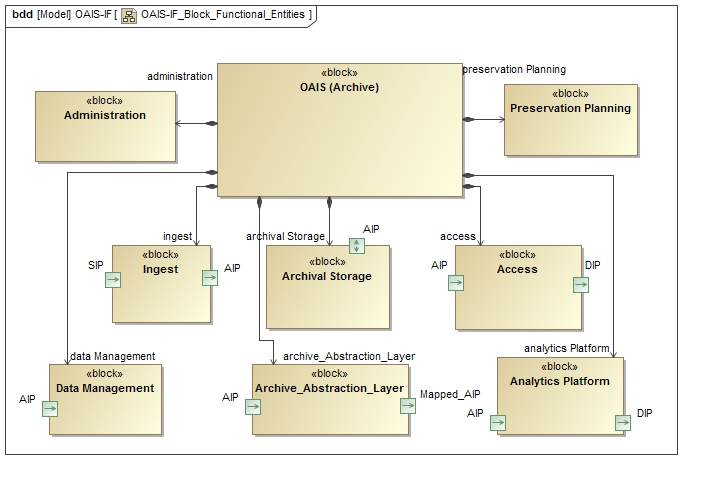 bdd [Model] OAIS-IF [ OAIS-IF_Block_Functional_Entities ]
administration
«block»
OAIS (Archive)
preservation Planning
«block»
Administration
«block»
Preservation Planning
ingest
archival Storage
AIP
access
SIP
«block»
Ingest
AIP
«block»
Archival Storage
AIP
«block»
Access
DIP
data Management
archive_Abstraction_Layer
analytics Platform
AIP
«block»
Data Management
AIP
«block»
Archive_Abstraction_Layer
Mapped_AIP
AIP
«block»
Analytics Platform
DIP